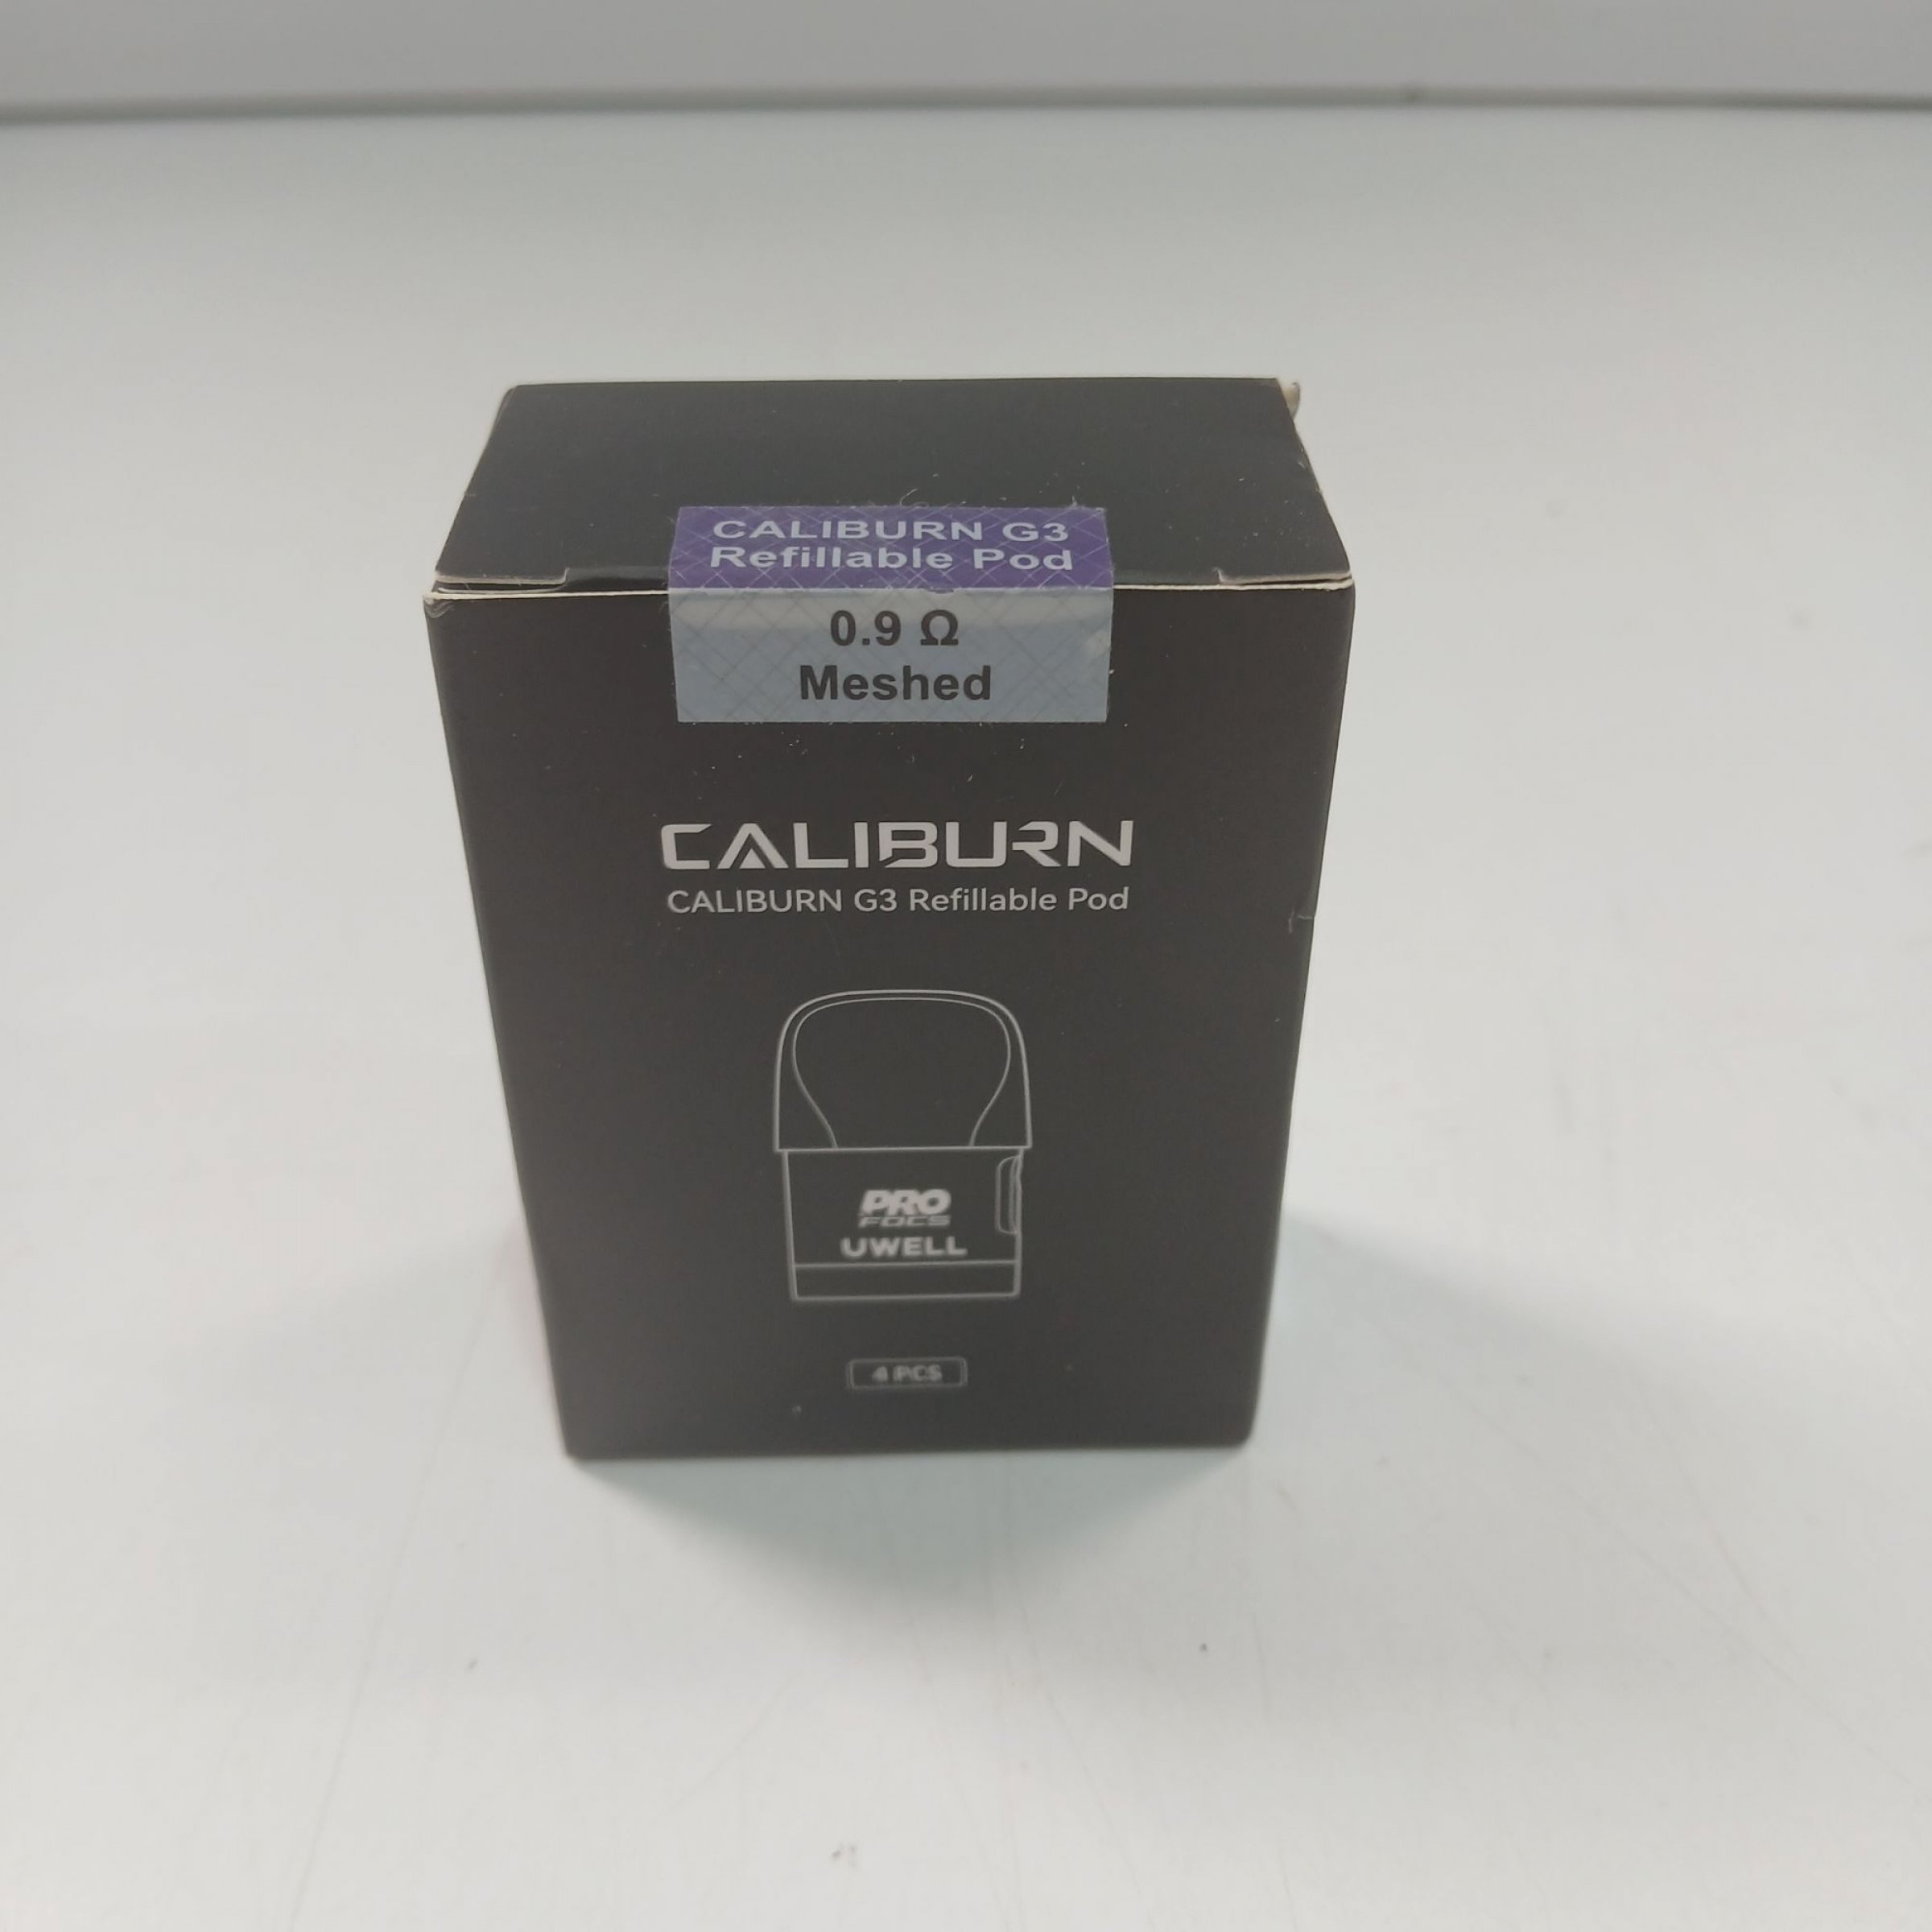 CALIBURN G3
Refillable Pod
0.9 Ω
Meshed
CALIBURN
CALIBURN G3 Refillable Pod
PRO
FOCS
UWELL
4 PCS